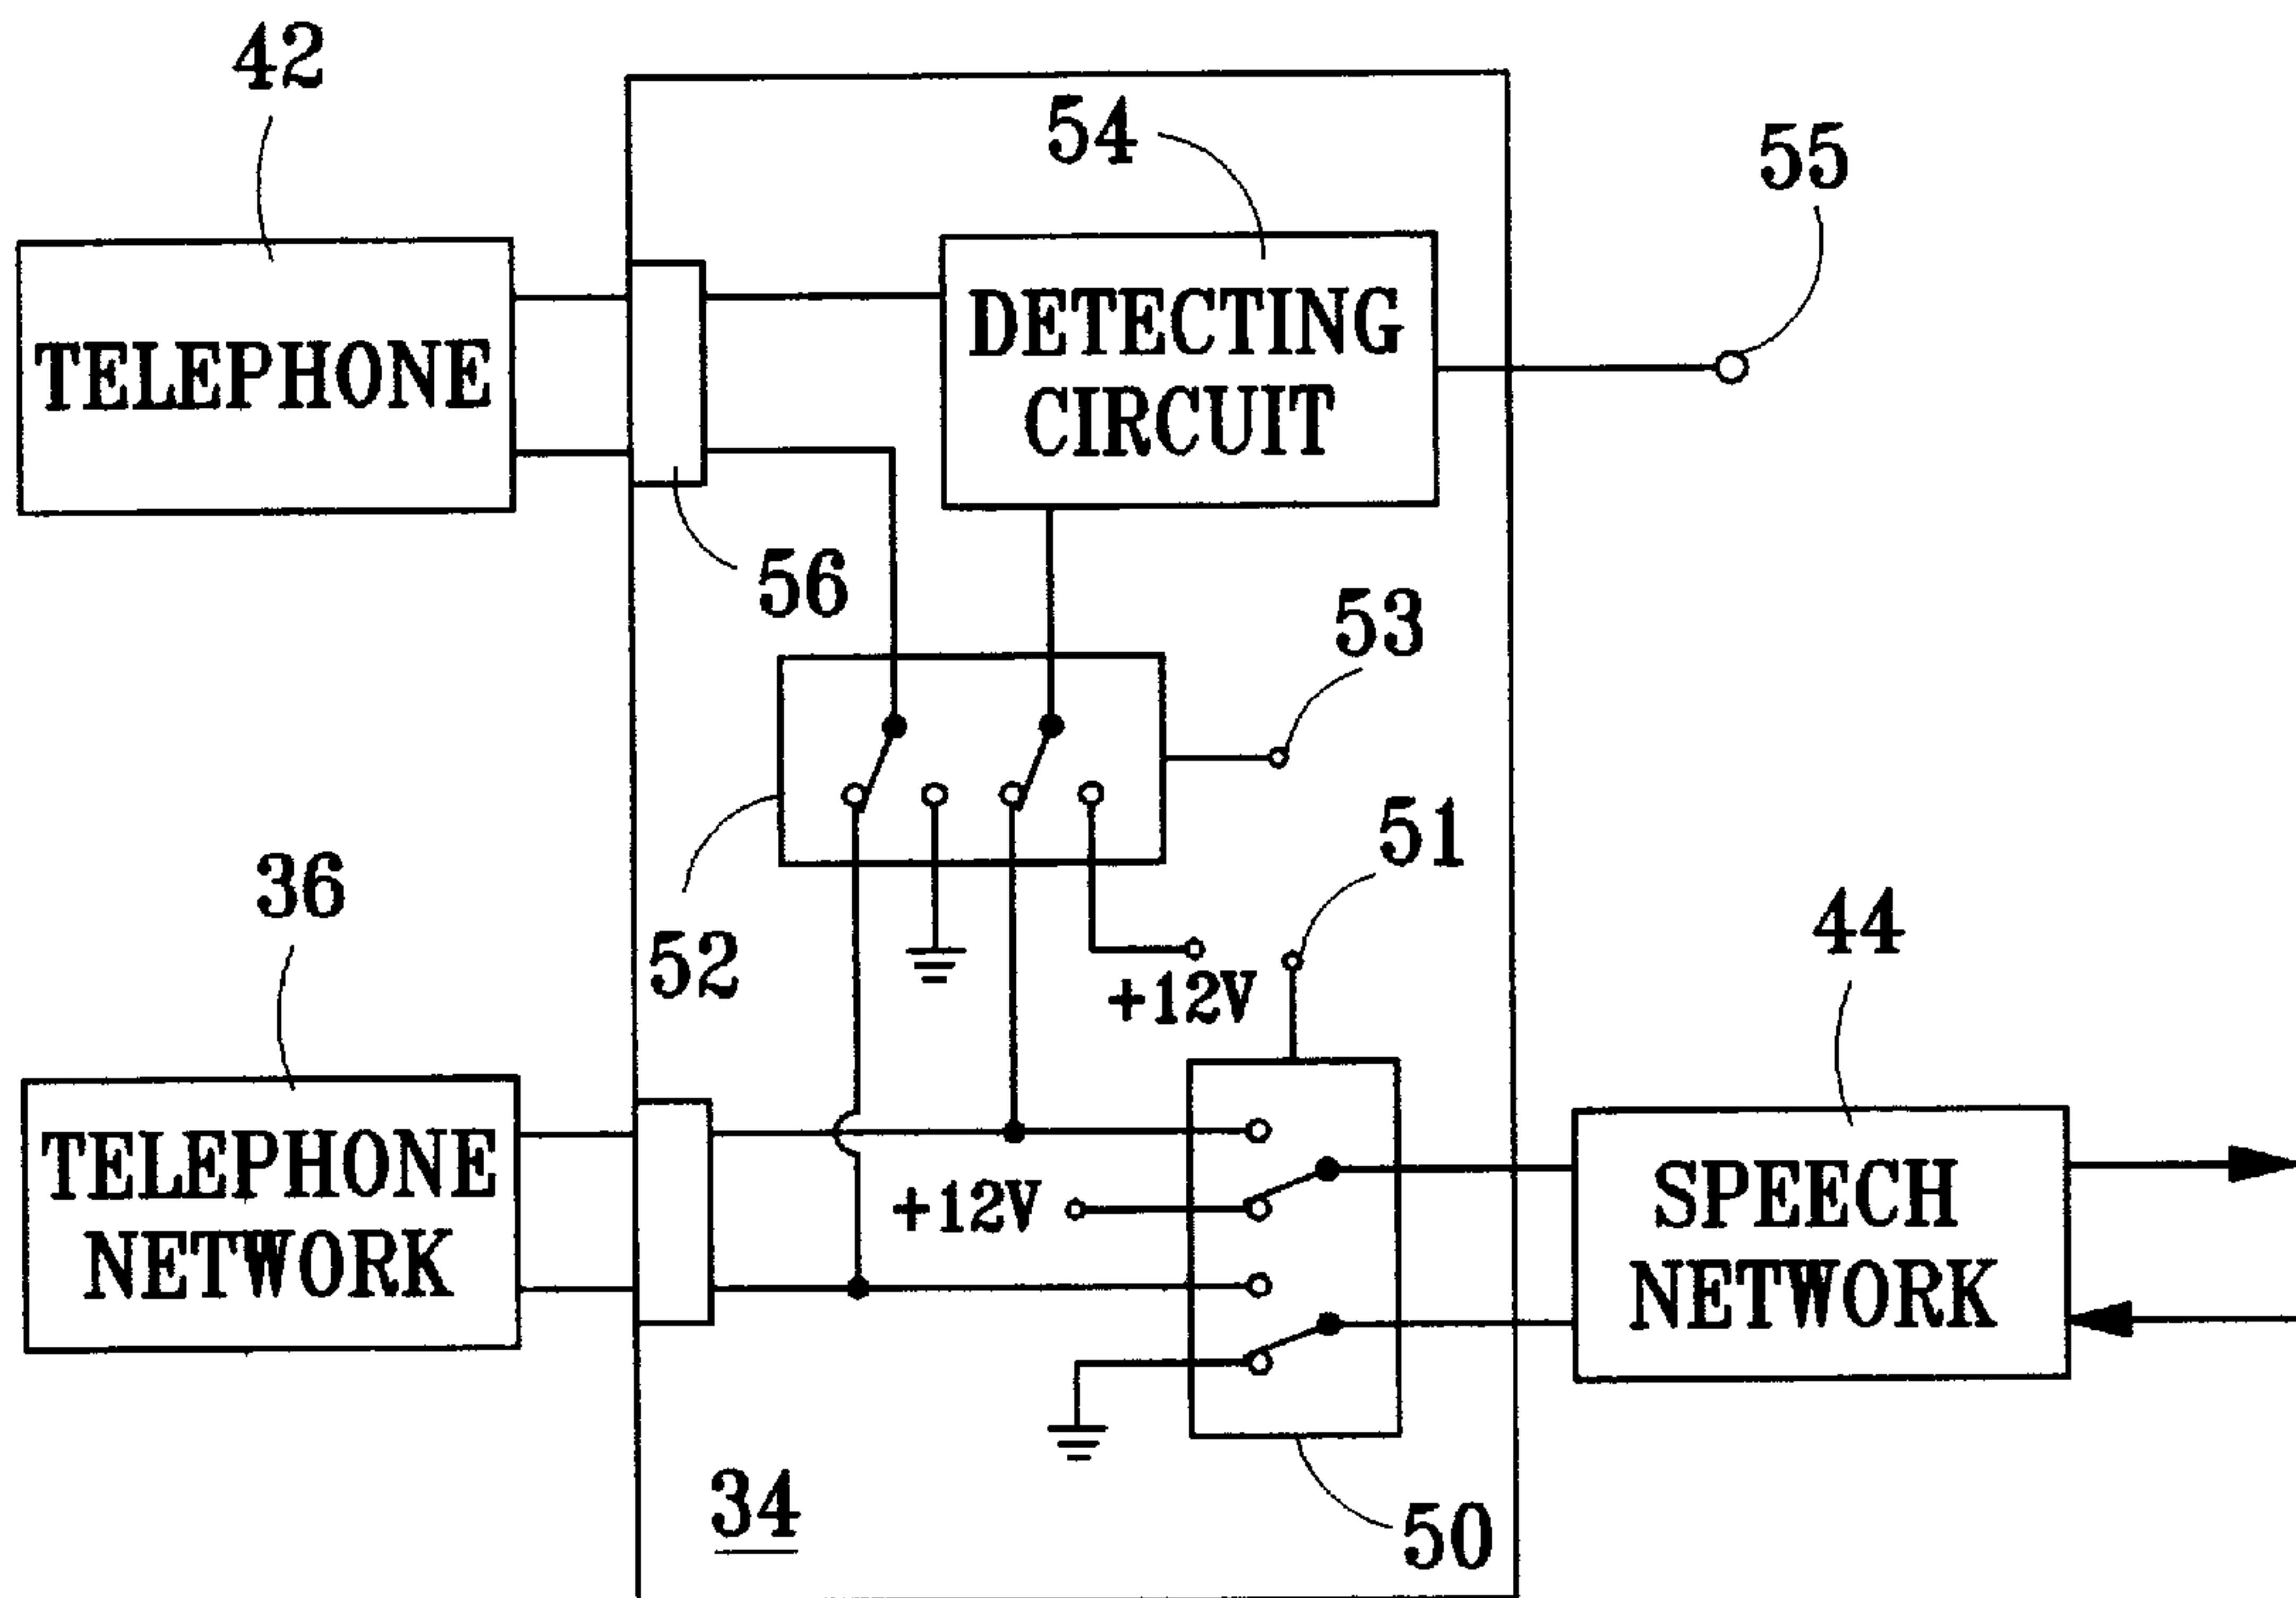 42
54
55
TELEPHONE
DETECTING
CIRCUIT
56
53
52
51
+12V
36
44
TELEPHONE
NETWORK
+12V
SPEECH
NETWORK
34
50